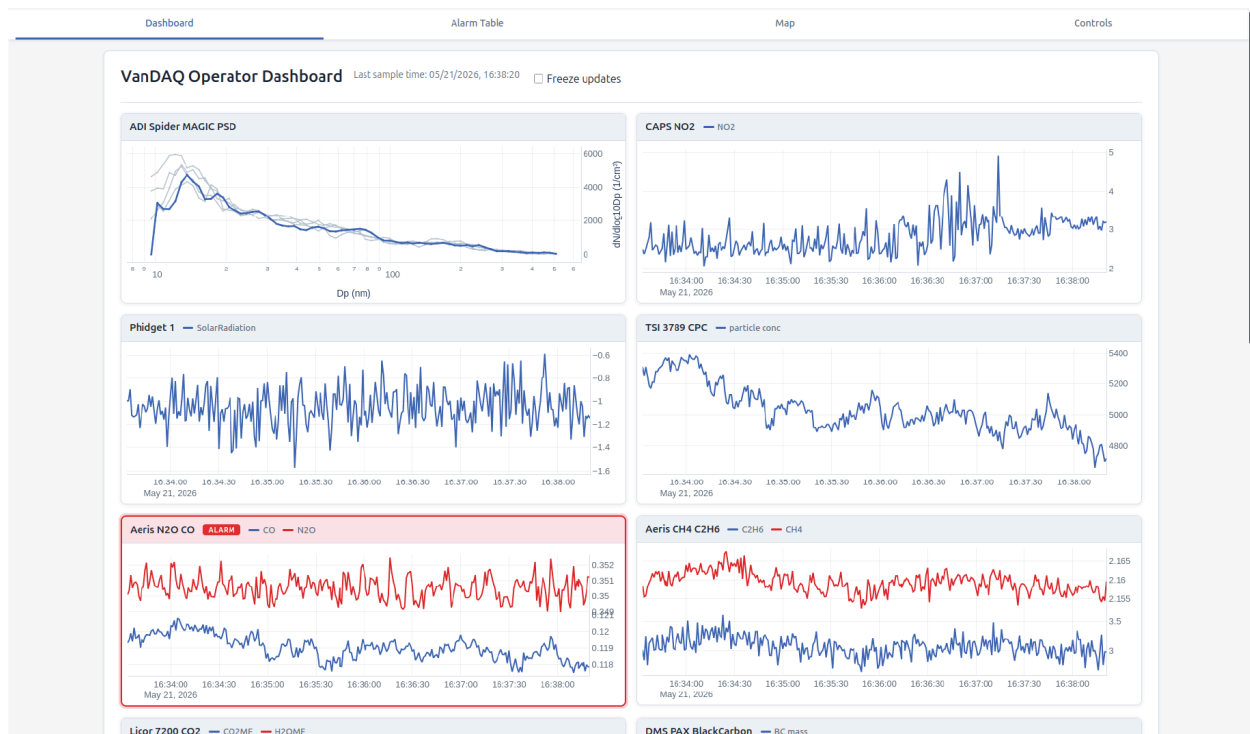 Dashboard
Alarm Table
Map
Controls
VanDAQ Operator Dashboard
Last sample time: 05/21/2026, 16:38:20
Freeze updates
ADI Spider MAGIC PSD
6000
4000
2000
0
dN/dlog10Dp (1/cm³)
8 9 10 2 3 4 5 6 7 8 9 100 2 3 4 5 6
Dp (nm)
CAPS NO2 NO2
5
4
3
2
16:34:00 16:34:30 16:35:00 16:35:30 16:36:00 16:36:30 16:37:00 16:37:30 16:38:00
May 21, 2026
Phidget 1 SolarRadiation
−0.6
−0.8
−1
−1.2
−1.4
−1.6
16:34:00 16:34:30 16:35:00 16:35:30 16:36:00 16:36:30 16:37:00 16:37:30 16:38:00
May 21, 2026
TSI 3789 CPC particle conc
5400
5200
5000
4800
16:34:00 16:34:30 16:35:00 16:35:30 16:36:00 16:36:30 16:37:00 16:37:30 16:38:00
May 21, 2026
Aeris N2O CO ALARM CO N2O
0.352
0.351
0.35
0.349
0.121
0.12
0.119
0.118
16:34:00 16:34:30 16:35:00 16:35:30 16:36:00 16:36:30 16:37:00 16:37:30 16:38:00
May 21, 2026
Aeris CH4 C2H6 C2H6 CH4
2.165
2.16
2.155
3.5
3
16:34:00 16:34:30 16:35:00 16:35:30 16:36:00 16:36:30 16:37:00 16:37:30 16:38:00
May 21, 2026
Licor 7200 CO2 CO2MF H2OMF
DMS PAX BlackCarbon BC mass